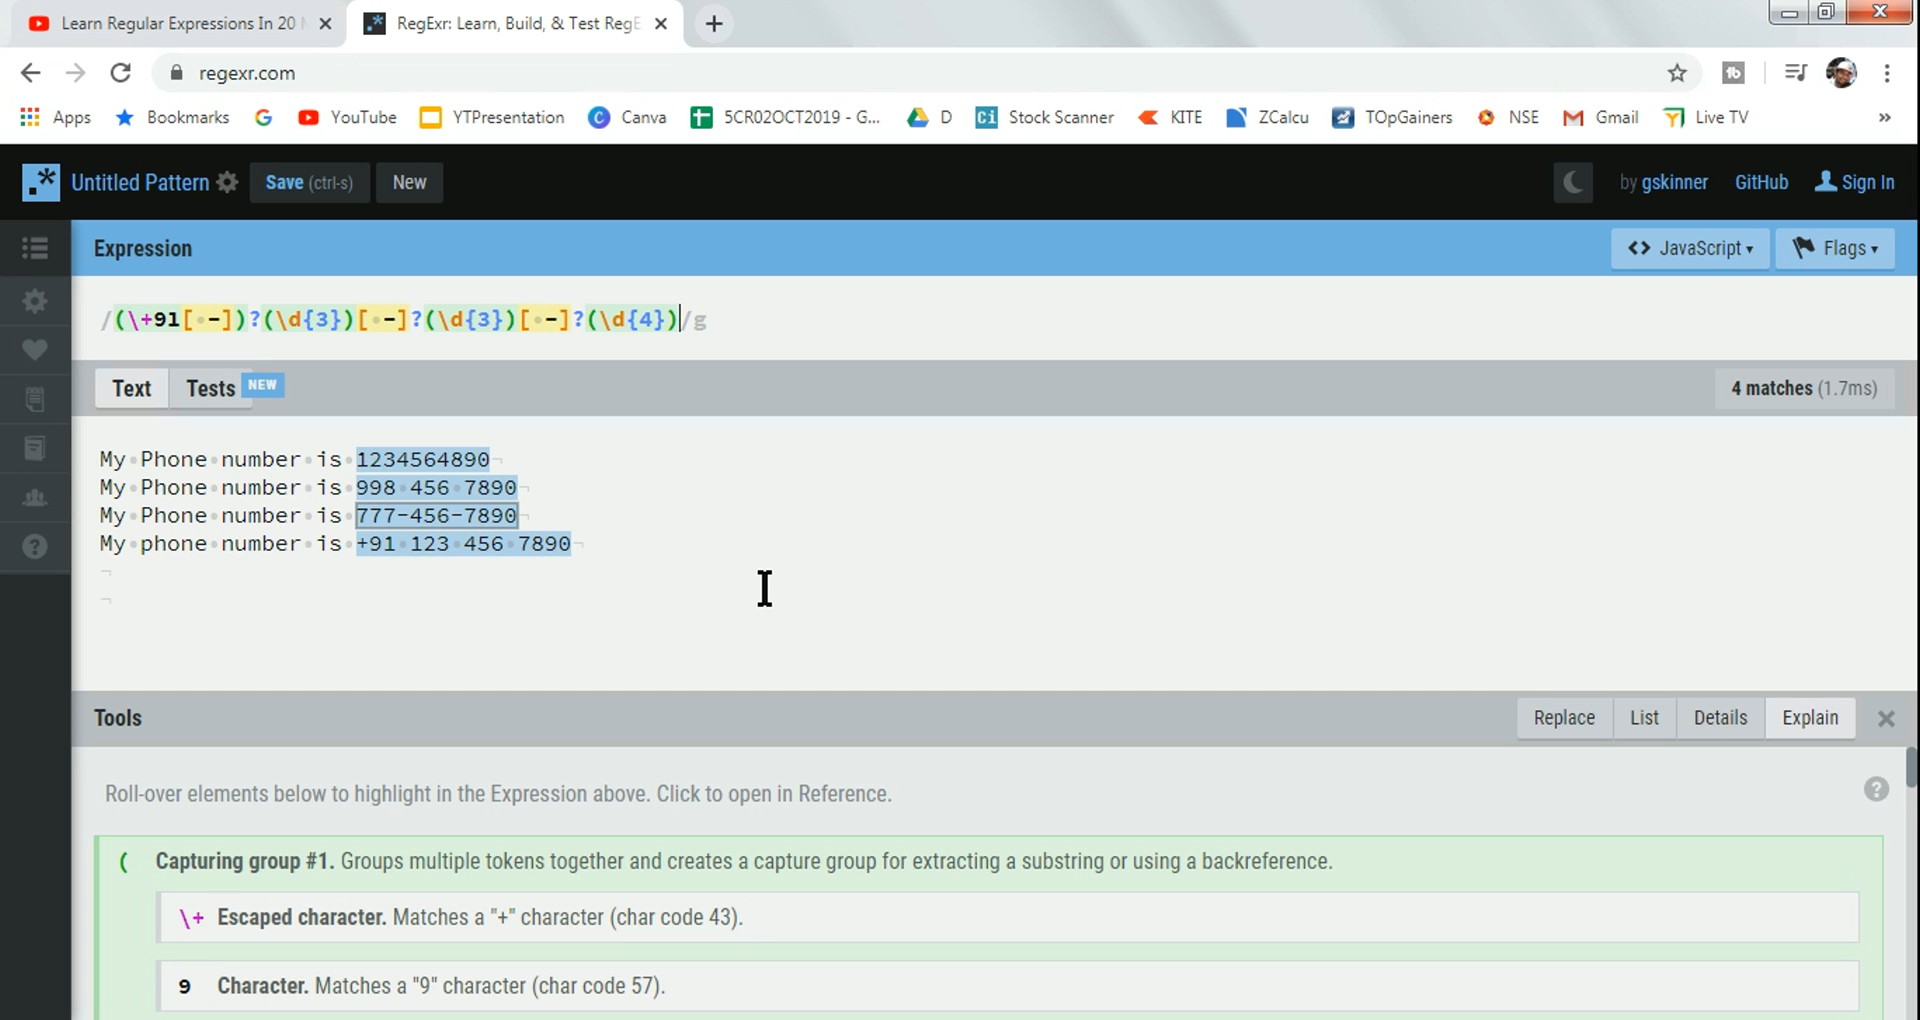 Learn Regular Expressions In 20
RegExr: Learn, Build, & Test RegE
regexr.com
Apps Bookmarks YouTube YTPresentation Canva 5CR02OCT2019 - G... D Ci Stock Scanner KITE ZCalcu TOpGainers NSE Gmail Live TV »
.* Untitled Pattern Save (ctrl-s) New by gskinner GitHub Sign In
Expression <> JavaScript Flags
/(\+91[ -])?(\d{3})[ -]?(\d{3})[ -]?(\d{4})/g
Text Tests NEW 4 matches (1.7ms)
My Phone number is 1234564890
My Phone number is 998 456 7890
My Phone number is 777-456-7890
My phone number is +91 123 456 7890
Tools Replace List Details Explain
Roll-over elements below to highlight in the Expression above. Click to open in Reference.
( Capturing group #1. Groups multiple tokens together and creates a capture group for extracting a substring or using a backreference.
\+ Escaped character. Matches a "+" character (char code 43).
9 Character. Matches a "9" character (char code 57).